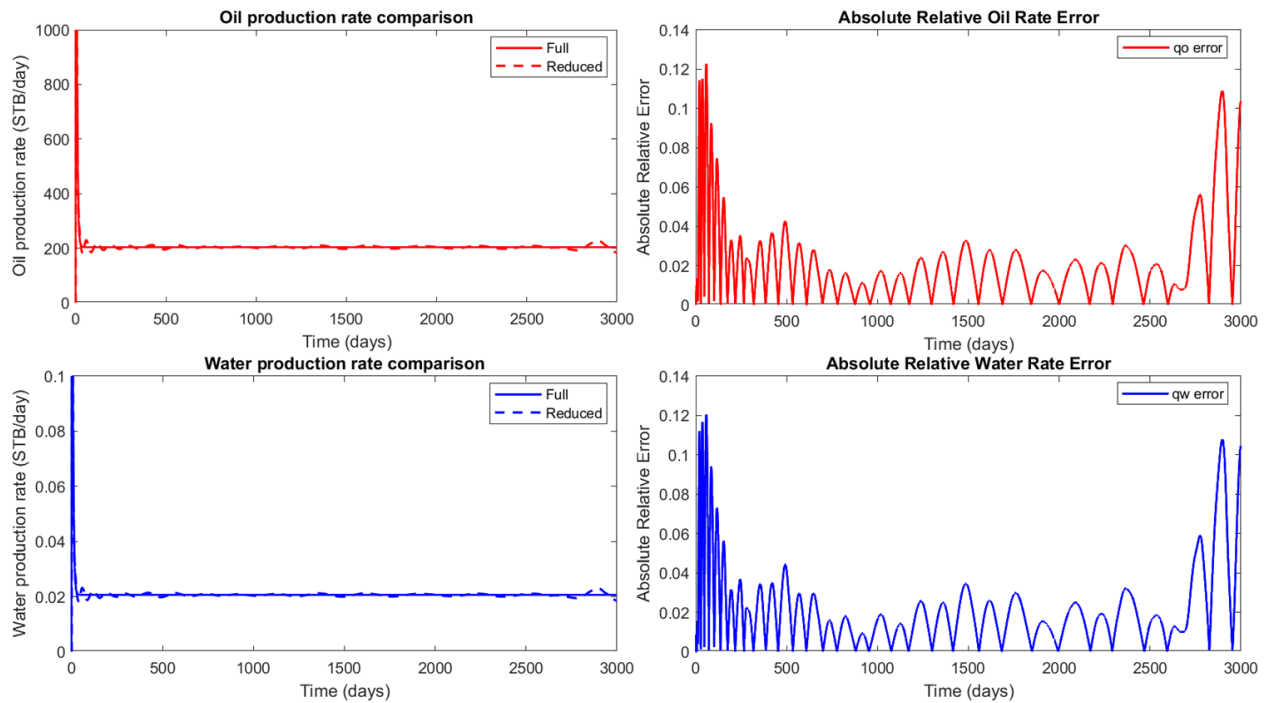 Oil production rate comparison
1000
800
600
400
200
0
Oil production rate (STB/day)
Full
Reduced
0 500 1000 1500 2000 2500 3000
Time (days)
Absolute Relative Oil Rate Error
0.14
0.12
0.1
0.08
0.06
0.04
0.02
0
Absolute Relative Error
qo error
0 500 1000 1500 2000 2500 3000
Time (days)
Water production rate comparison
0.1
0.08
0.06
0.04
0.02
0
Water production rate (STB/day)
Full
Reduced
0 500 1000 1500 2000 2500 3000
Time (days)
Absolute Relative Water Rate Error
0.14
0.12
0.1
0.08
0.06
0.04
0.02
0
Absolute Relative Error
qw error
0 500 1000 1500 2000 2500 3000
Time (days)